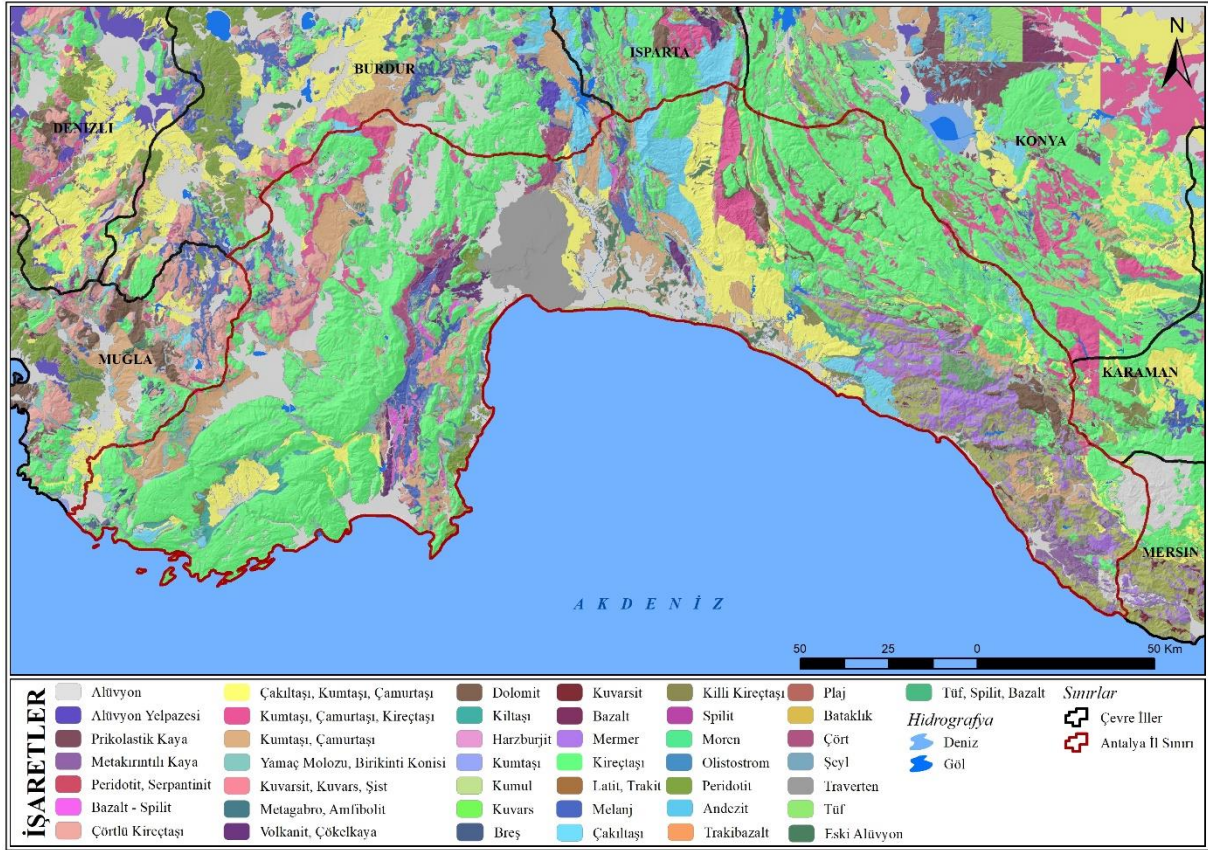 N
ISPARTA
BURDUR
DENİZLİ
KONYA
MUĞLA
KARAMAN
MERSİN
A K D E N İ Z
50 25 0 50 Km
İŞARETLER
Alüvyon
Alüvyon Yelpazesi
Prikolastik Kaya
Metakırıntılı Kaya
Peridotit, Serpantinit
Bazalt - Spilit
Çörtlü Kireçtaşı
Çakıltaşı, Kumtaşı, Çamurtaşı
Kumtaşı, Çamurtaşı, Kireçtaşı
Kumtaşı, Çamurtaşı
Yamaç Molozu, Birikinti Konisi
Kuvarsit, Kuvars, Şist
Metagabro, Amfibolit
Volkanit, Çökelkaya
Dolomit
Kiltaşı
Harzburjit
Kumtaşı
Kumul
Kuvars
Breş
Kuvarsit
Bazalt
Mermer
Kireçtaşı
Latit, Trakit
Melanj
Çakıltaşı
Killi Kireçtaşı
Spilit
Moren
Olistostrom
Peridotit
Andezit
Trakibazalt
Plaj
Bataklık
Çört
Şeyl
Traverten
Tüf
Eski Alüvyon
Tüf, Spilit, Bazalt
Hidrografya
Deniz
Göl
Sınırlar
Çevre İller
Antalya İl Sınırı